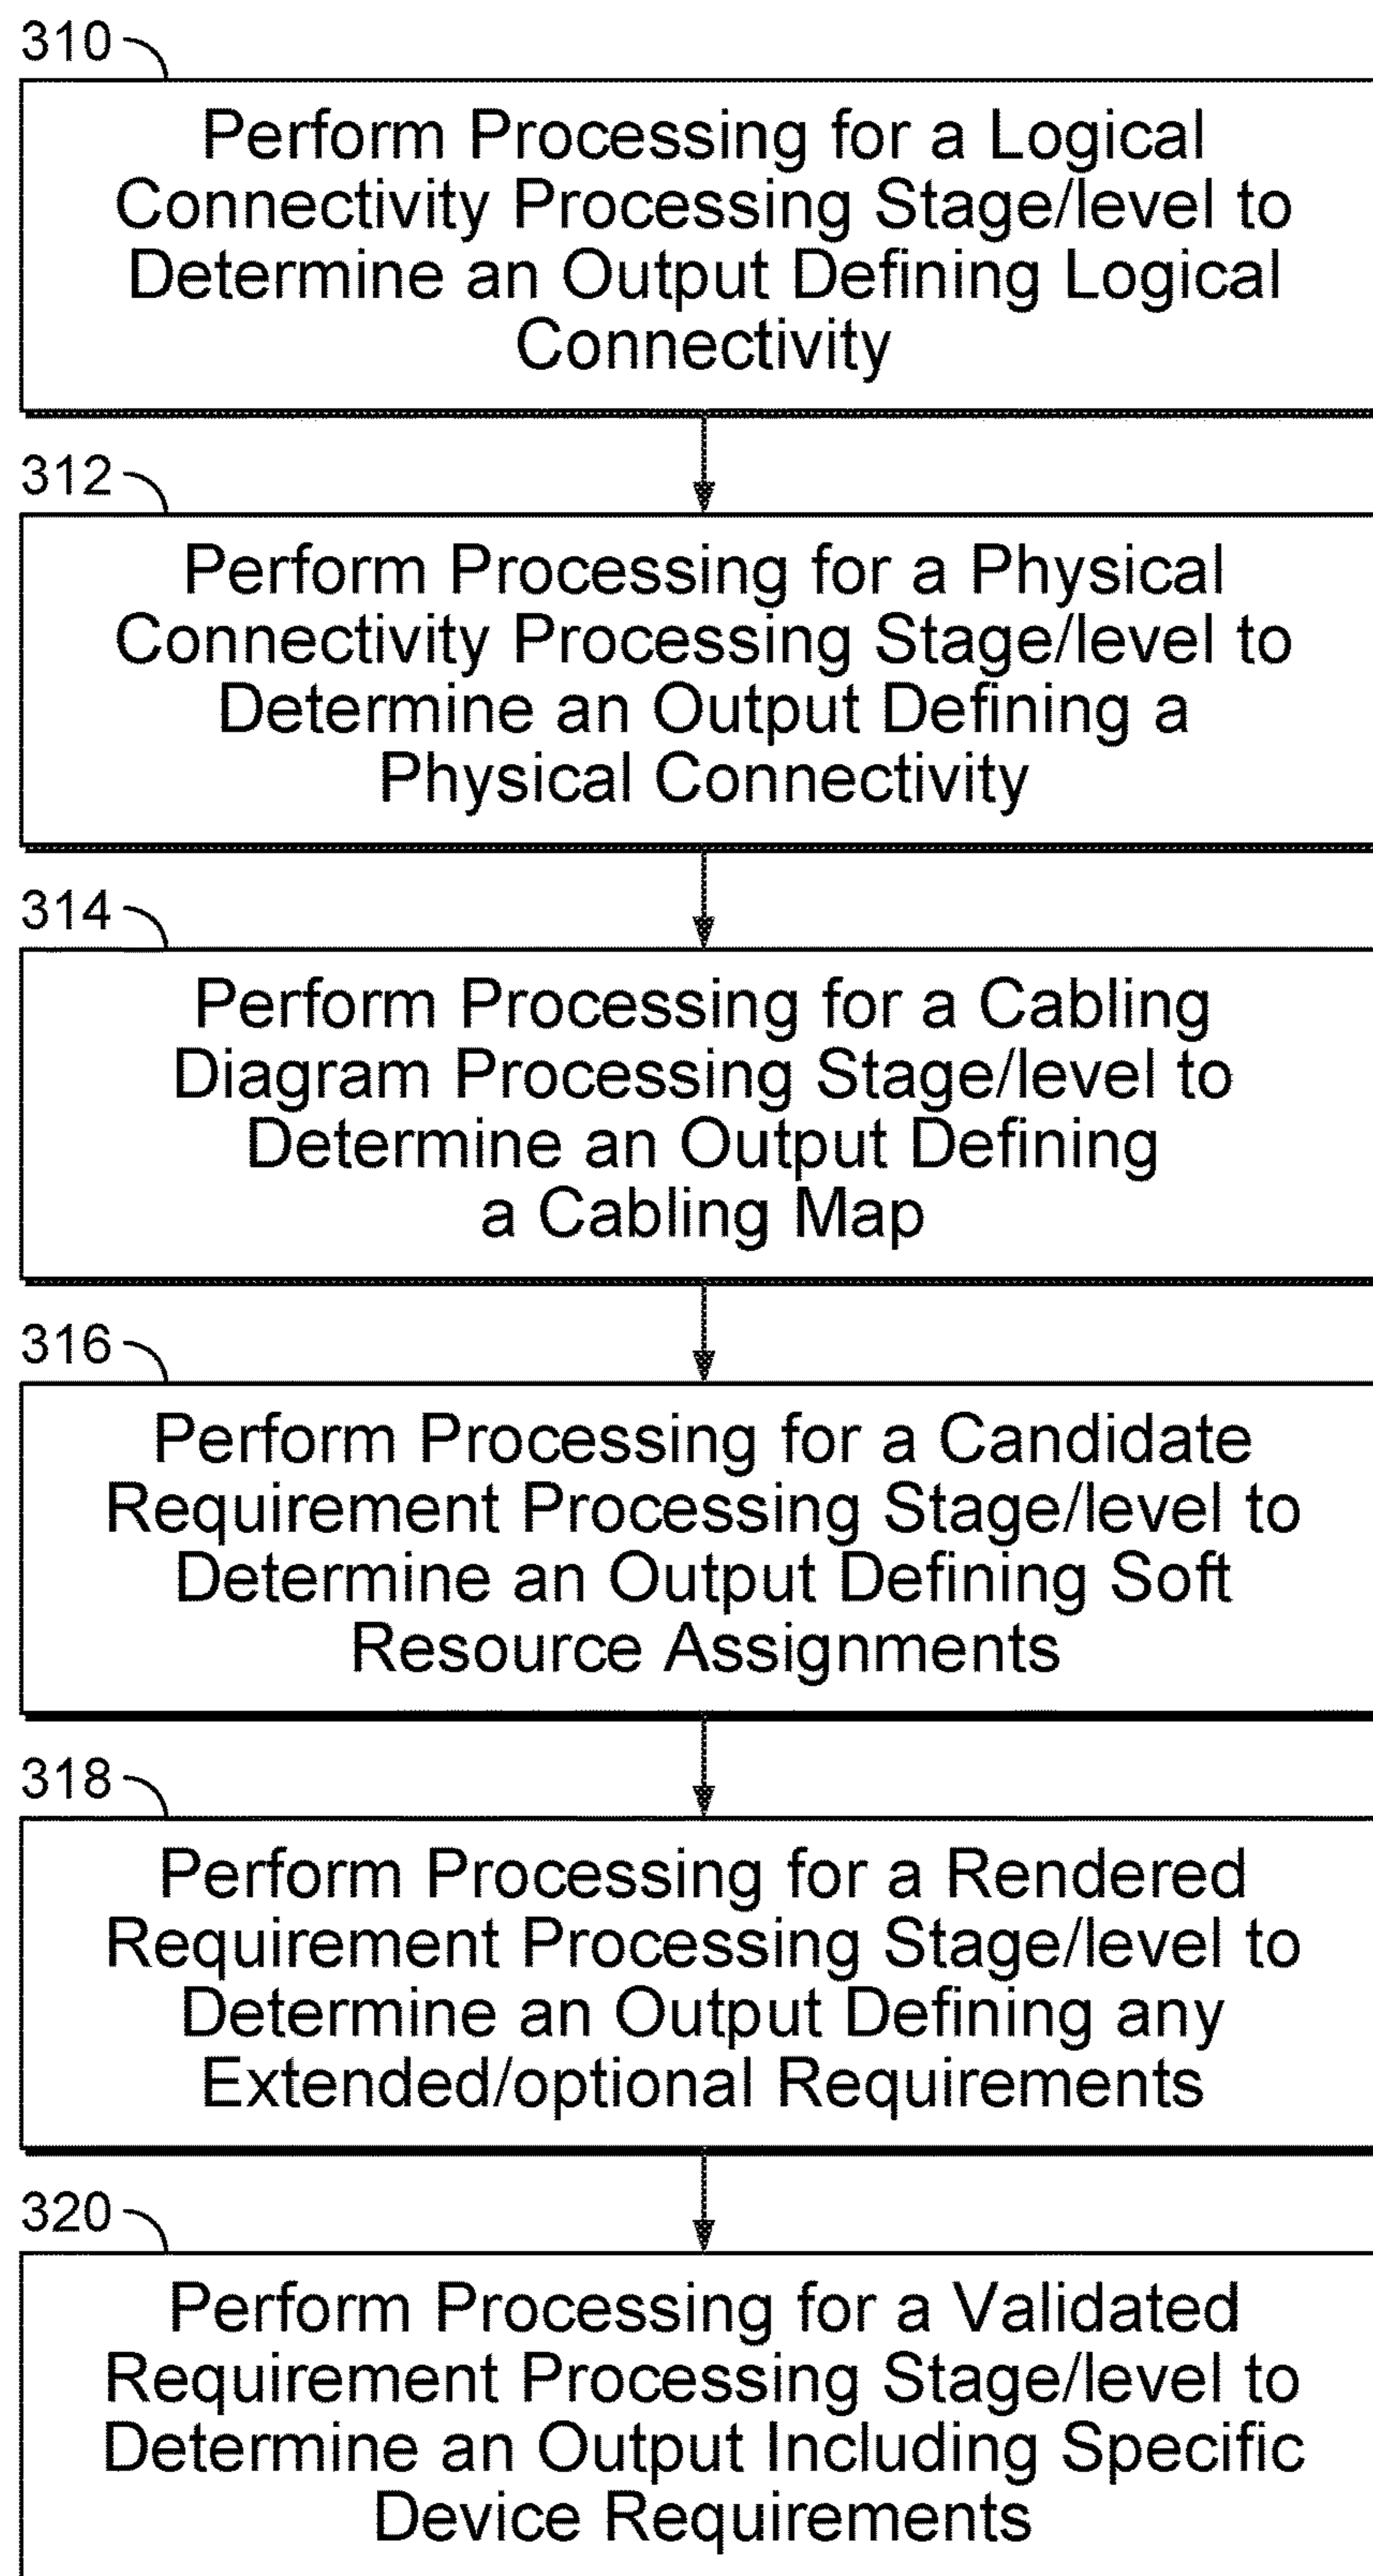 310
Perform Processing for a Logical
Connectivity Processing Stage/level to
Determine an Output Defining Logical
Connectivity
312
Perform Processing for a Physical
Connectivity Processing Stage/level to
Determine an Output Defining a
Physical Connectivity
314
Perform Processing for a Cabling
Diagram Processing Stage/level to
Determine an Output Defining
a Cabling Map
316
Perform Processing for a Candidate
Requirement Processing Stage/level to
Determine an Output Defining Soft
Resource Assignments
318
Perform Processing for a Rendered
Requirement Processing Stage/level to
Determine an Output Defining any
Extended/optional Requirements
320
Perform Processing for a Validated
Requirement Processing Stage/level to
Determine an Output Including Specific
Device Requirements